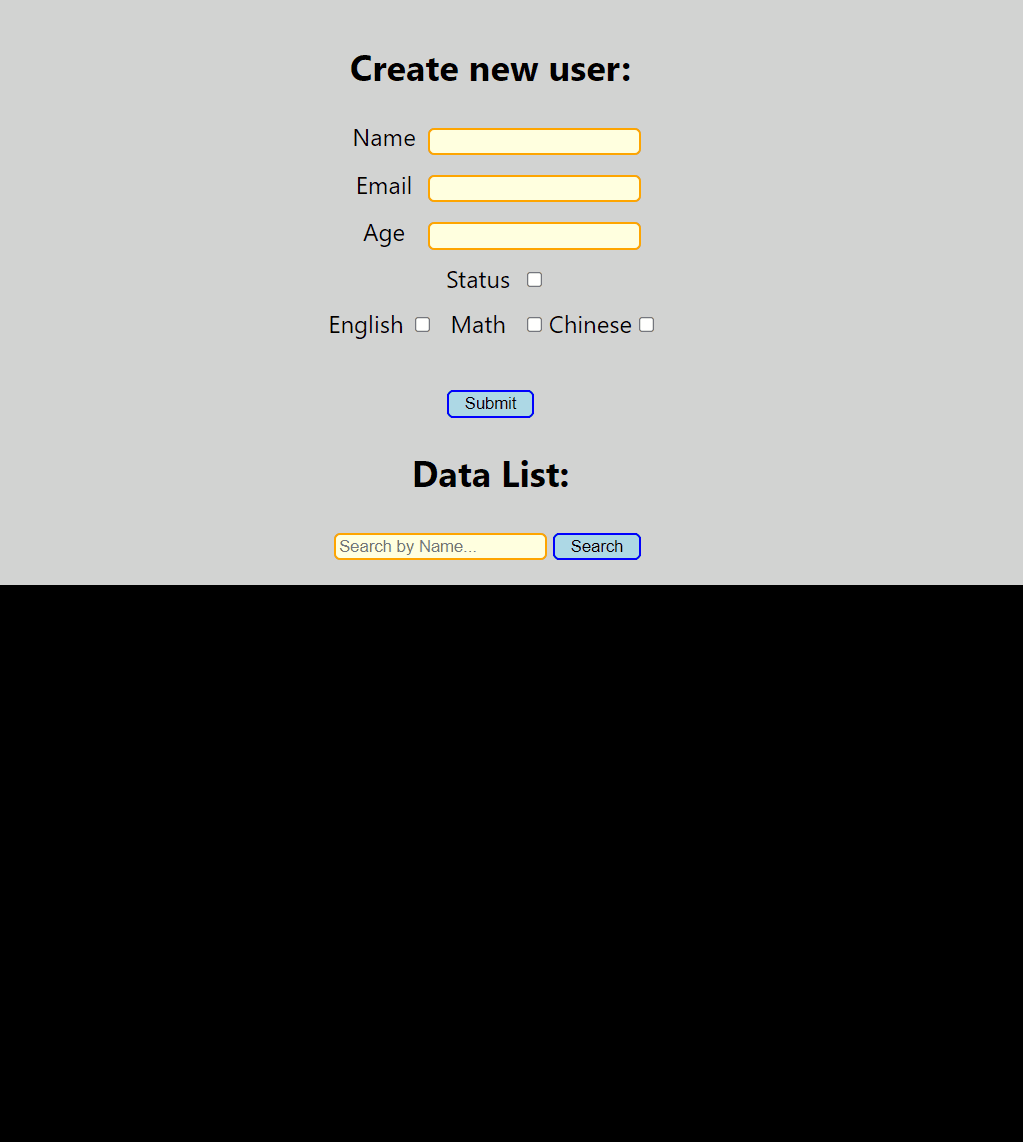 Create new user:
Name
Email
Age
Status
English Math Chinese
Submit
Data List:
Search by Name... Search